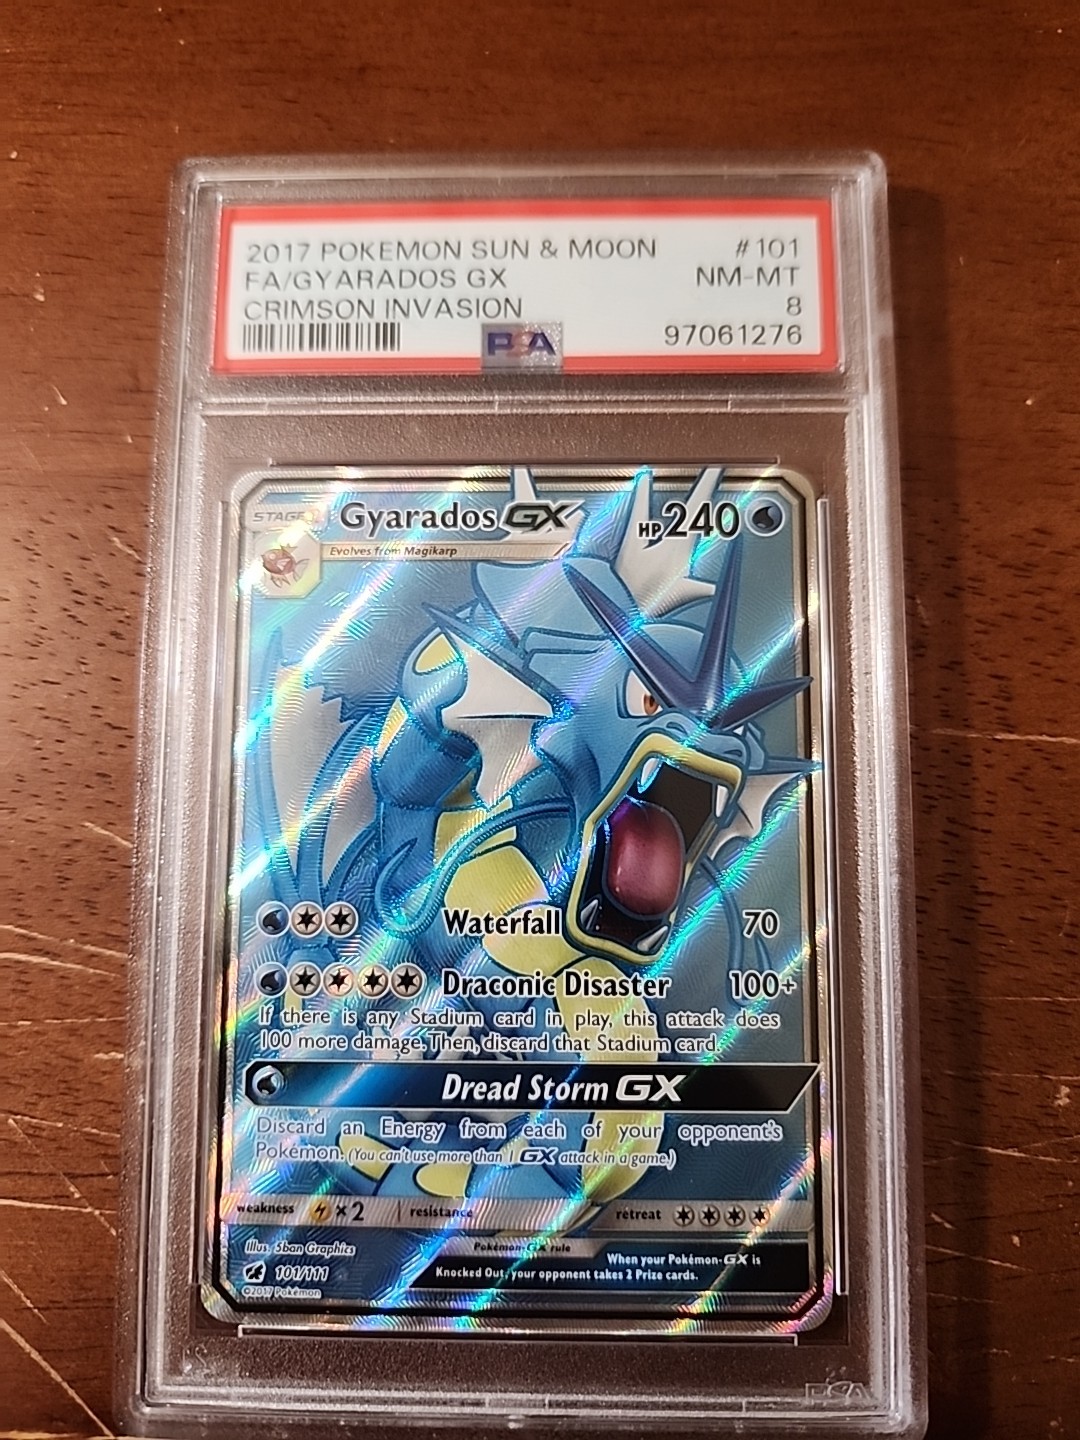 2017 POKEMON SUN & MOON #101
FA/GYARADOS GX NM-MT
CRIMSON INVASION 8
PSA 97061276
STAGE 1 Gyarados GX HP 240
Evolves from Magikarp
Waterfall 70
Draconic Disaster 100+
If there is any Stadium card in play, this attack does
100 more damage. Then, discard that Stadium card.
Dread Storm GX
Discard an Energy from each of your opponent's
Pokémon. (You can't use more than 1 GX attack in a game.)
weakness ×2 resistance retreat
Illus. 5ban Graphics Pokémon-GX rule When your Pokémon-GX is
101/111 Knocked Out, your opponent takes 2 Prize cards.
©2017 Pokémon
PSA